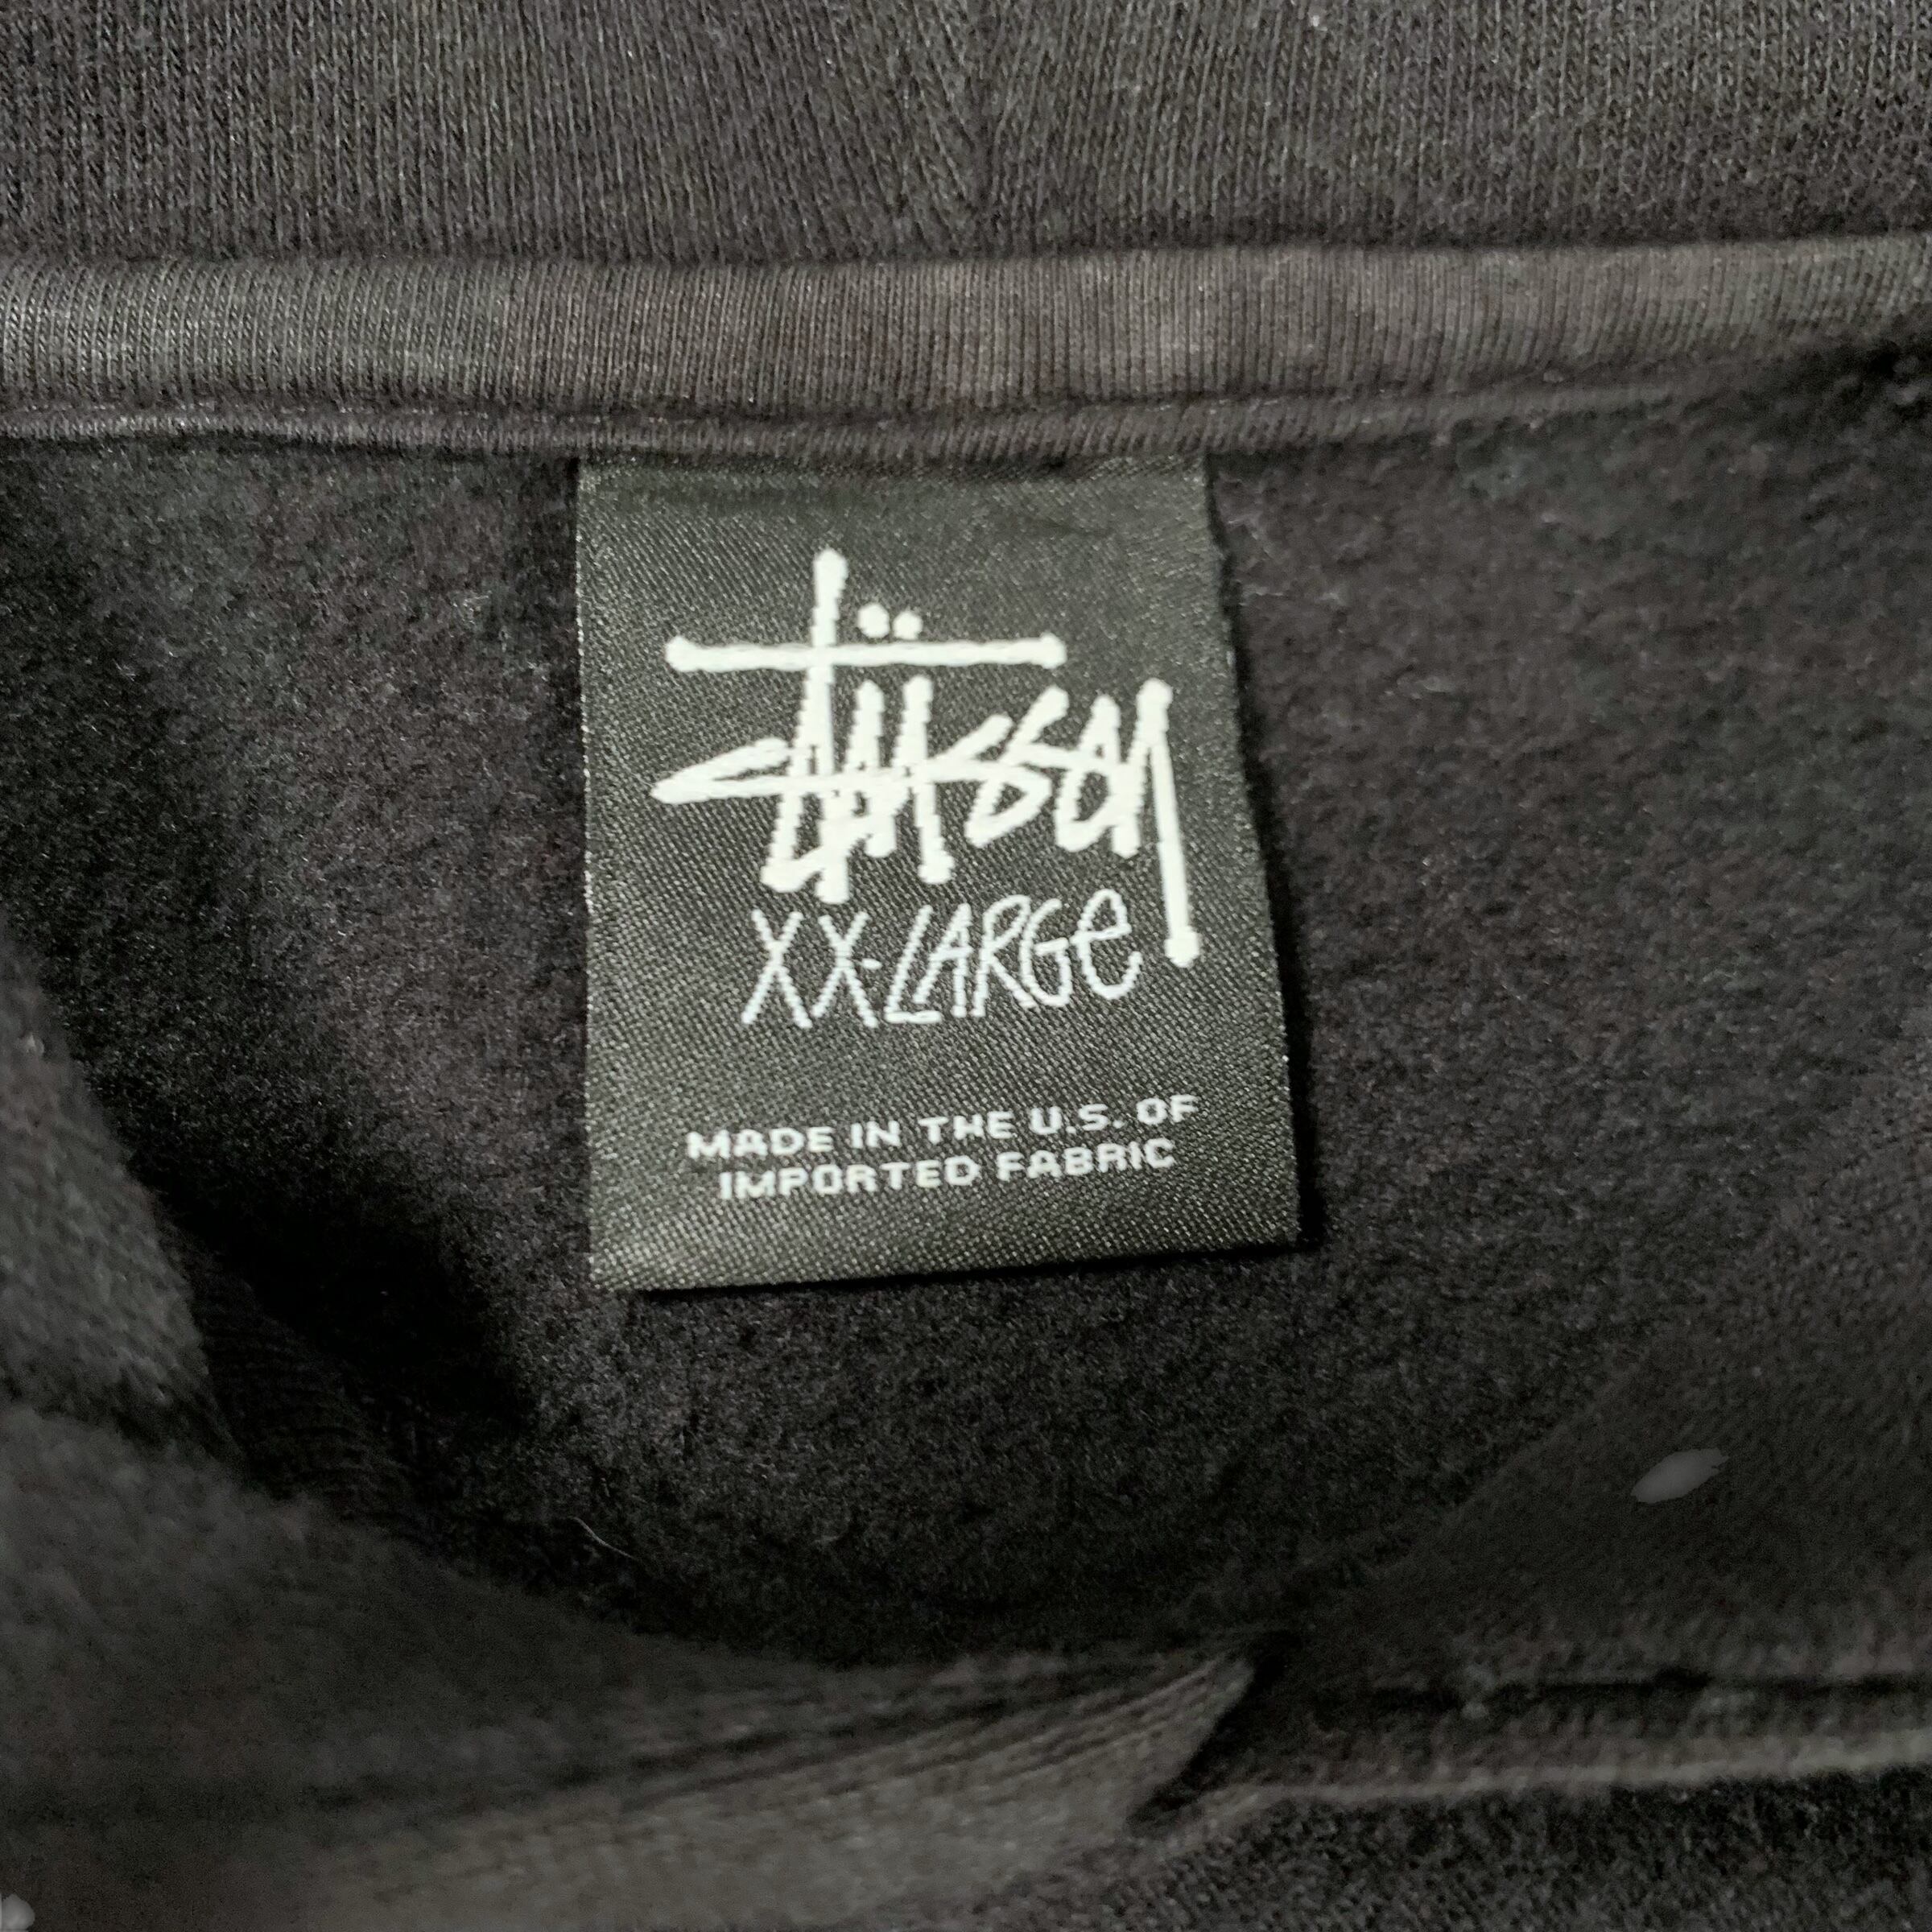 Stüssy
XX-LARGe
MADE IN THE U.S. OF
IMPORTED FABRIC